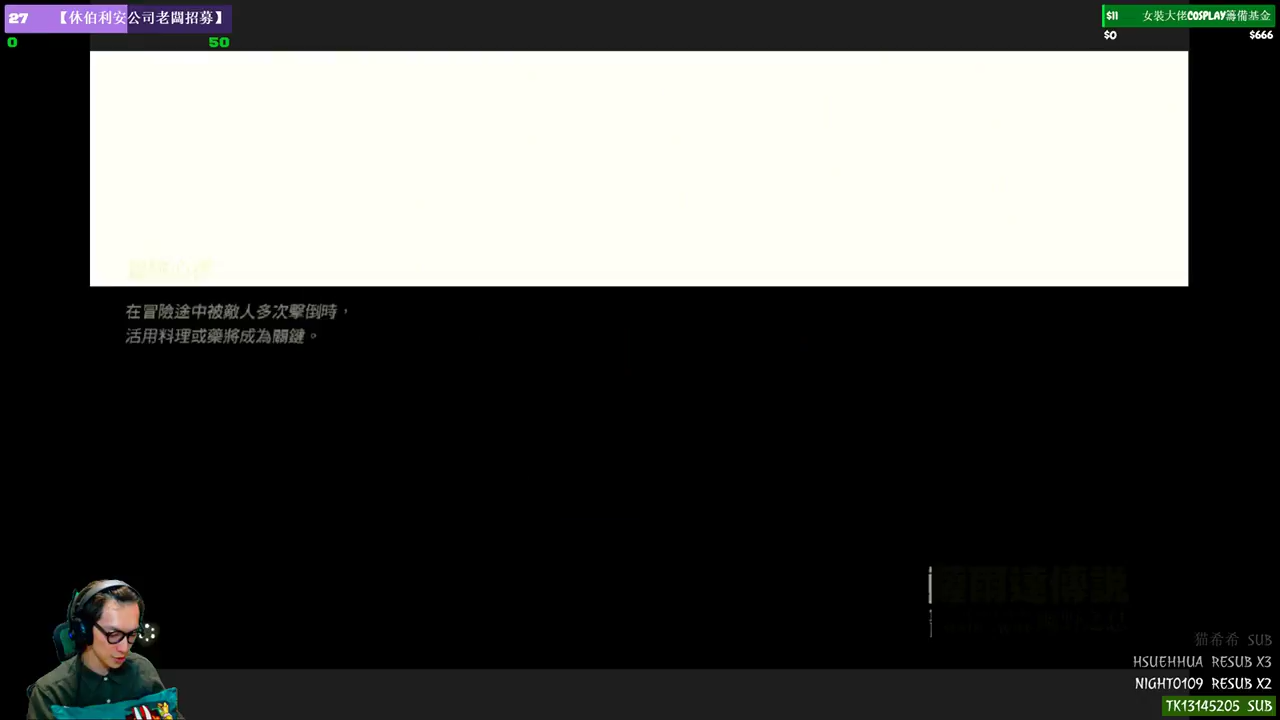 27 【休伯利安公司老闆招募】
0 50
$11 女裝大佬COSPLAY籌備基金
$0 $666
在冒險途中被敵人多次擊倒時，
活用料理或藥將成為關鍵。
薩爾達傳說
猫希希 SUB
HSUEHHUA RESUB X3
NIGHT0109 RESUB X2
TK13145205 SUB